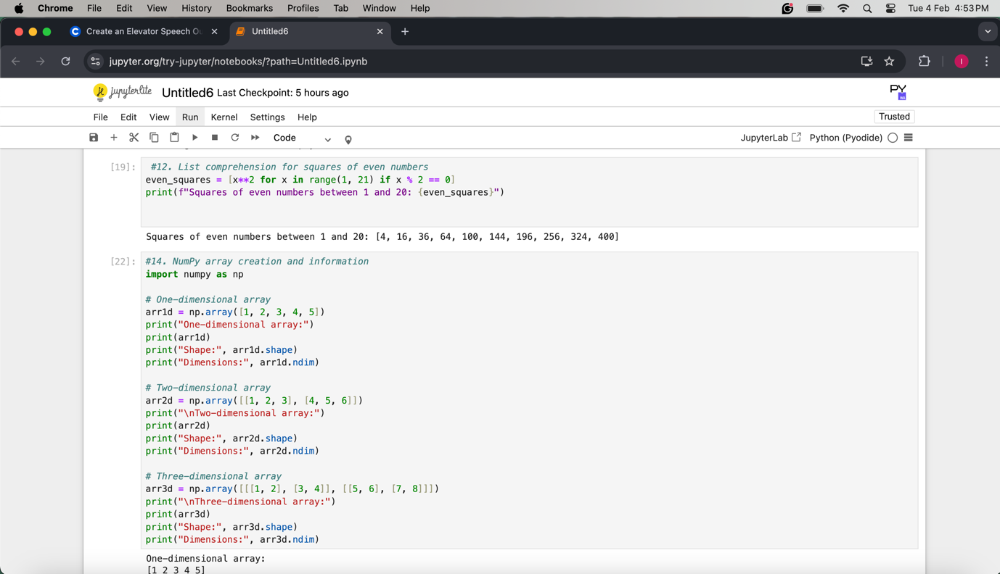 Chrome File Edit View History Bookmarks Profiles Tab Window Help Tue 4 Feb 4:53 PM
Create an Elevator Speech Ou Untitled6
jupyter.org/try-jupyter/notebooks/?path=Untitled6.ipynb I
jupyterlite Untitled6 Last Checkpoint: 5 hours ago PY
File Edit View Run Kernel Settings Help Trusted
Code JupyterLab Python (Pyodide)
[19]: #12. List comprehension for squares of even numbers
even_squares = [x**2 for x in range(1, 21) if x % 2 == 0]
print(f"Squares of even numbers between 1 and 20: {even_squares}")
Squares of even numbers between 1 and 20: [4, 16, 36, 64, 100, 144, 196, 256, 324, 400]
[22]: #14. NumPy array creation and information
import numpy as np
# One-dimensional array
arr1d = np.array([1, 2, 3, 4, 5])
print("One-dimensional array:")
print(arr1d)
print("Shape:", arr1d.shape)
print("Dimensions:", arr1d.ndim)
# Two-dimensional array
arr2d = np.array([[1, 2, 3], [4, 5, 6]])
print("\nTwo-dimensional array:")
print(arr2d)
print("Shape:", arr2d.shape)
print("Dimensions:", arr2d.ndim)
# Three-dimensional array
arr3d = np.array([[[1, 2], [3, 4]], [[5, 6], [7, 8]]])
print("\nThree-dimensional array:")
print(arr3d)
print("Shape:", arr3d.shape)
print("Dimensions:", arr3d.ndim)
One-dimensional array:
[1 2 3 4 5]